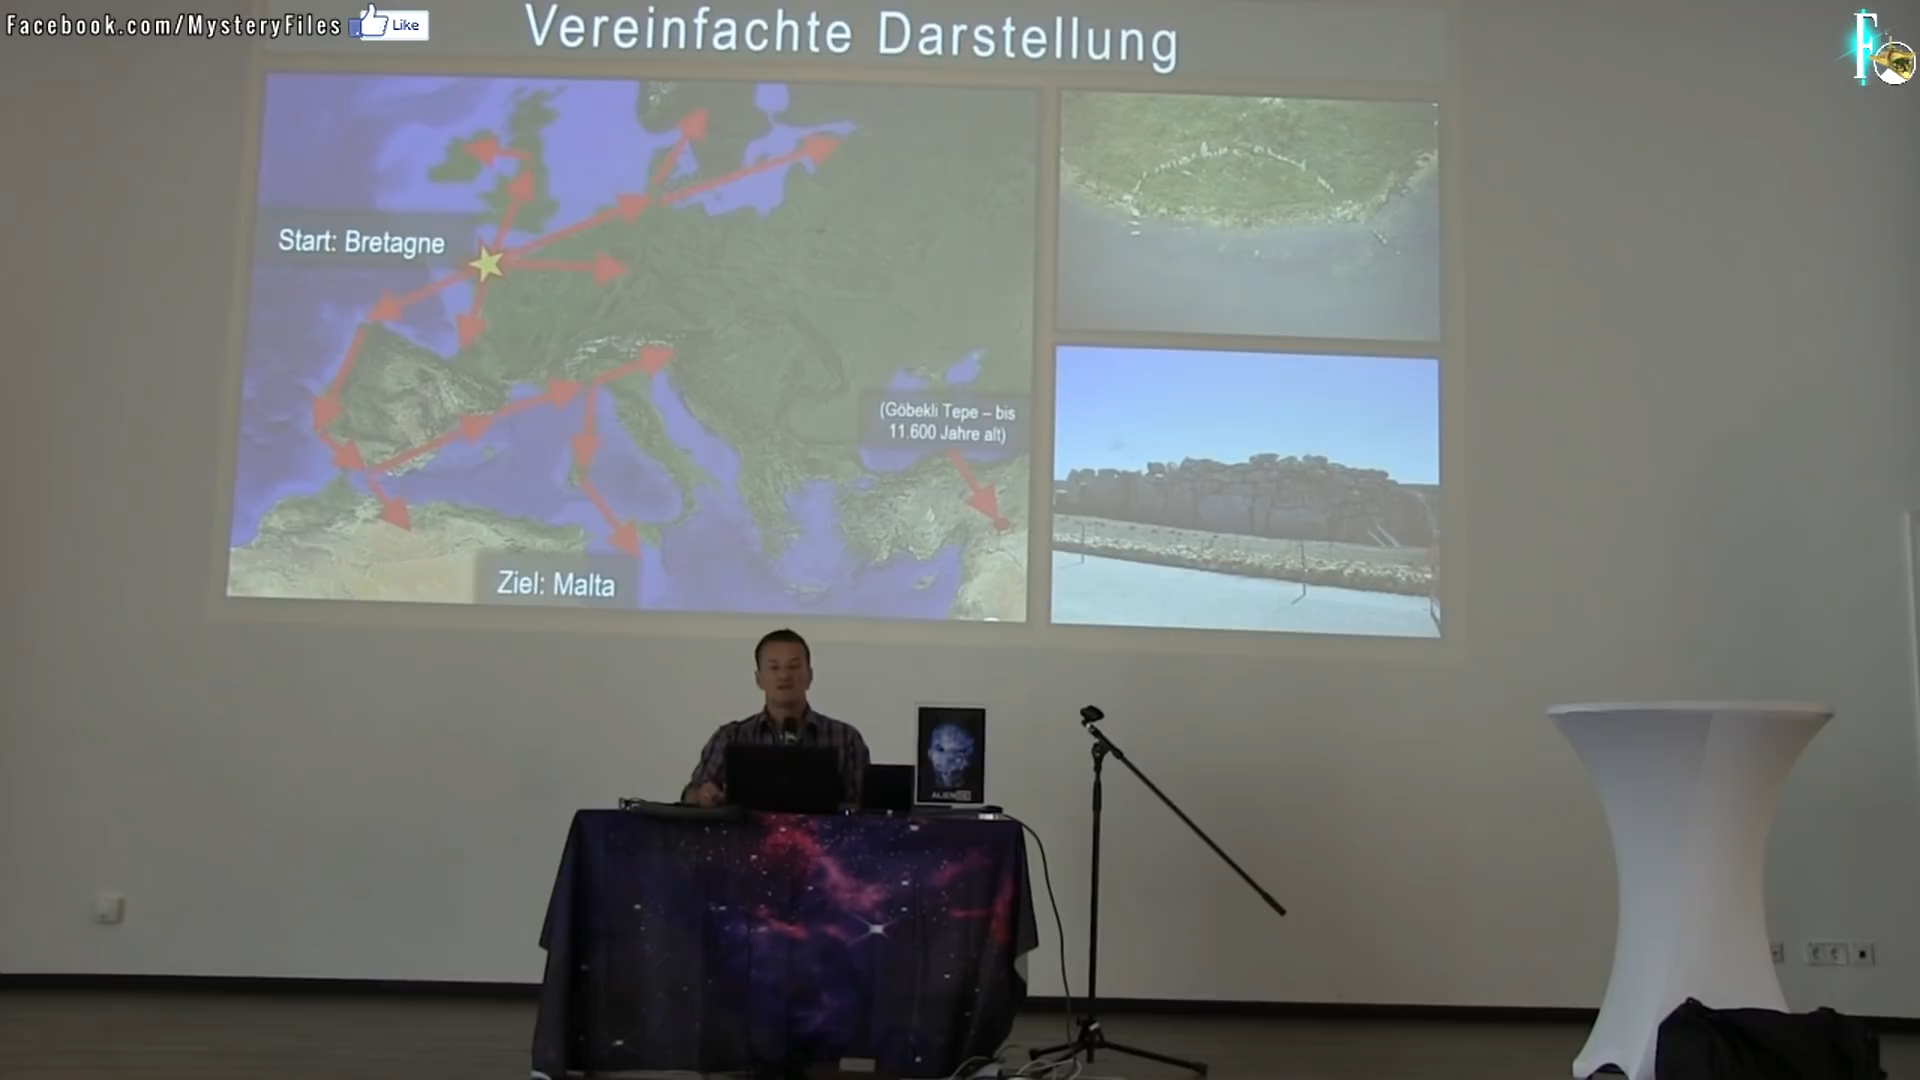 Facebook.com/MysteryFiles Like
F
Vereinfachte Darstellung
Start: Bretagne
(Göbekli Tepe – bis
11.600 Jahre alt)
Ziel: Malta